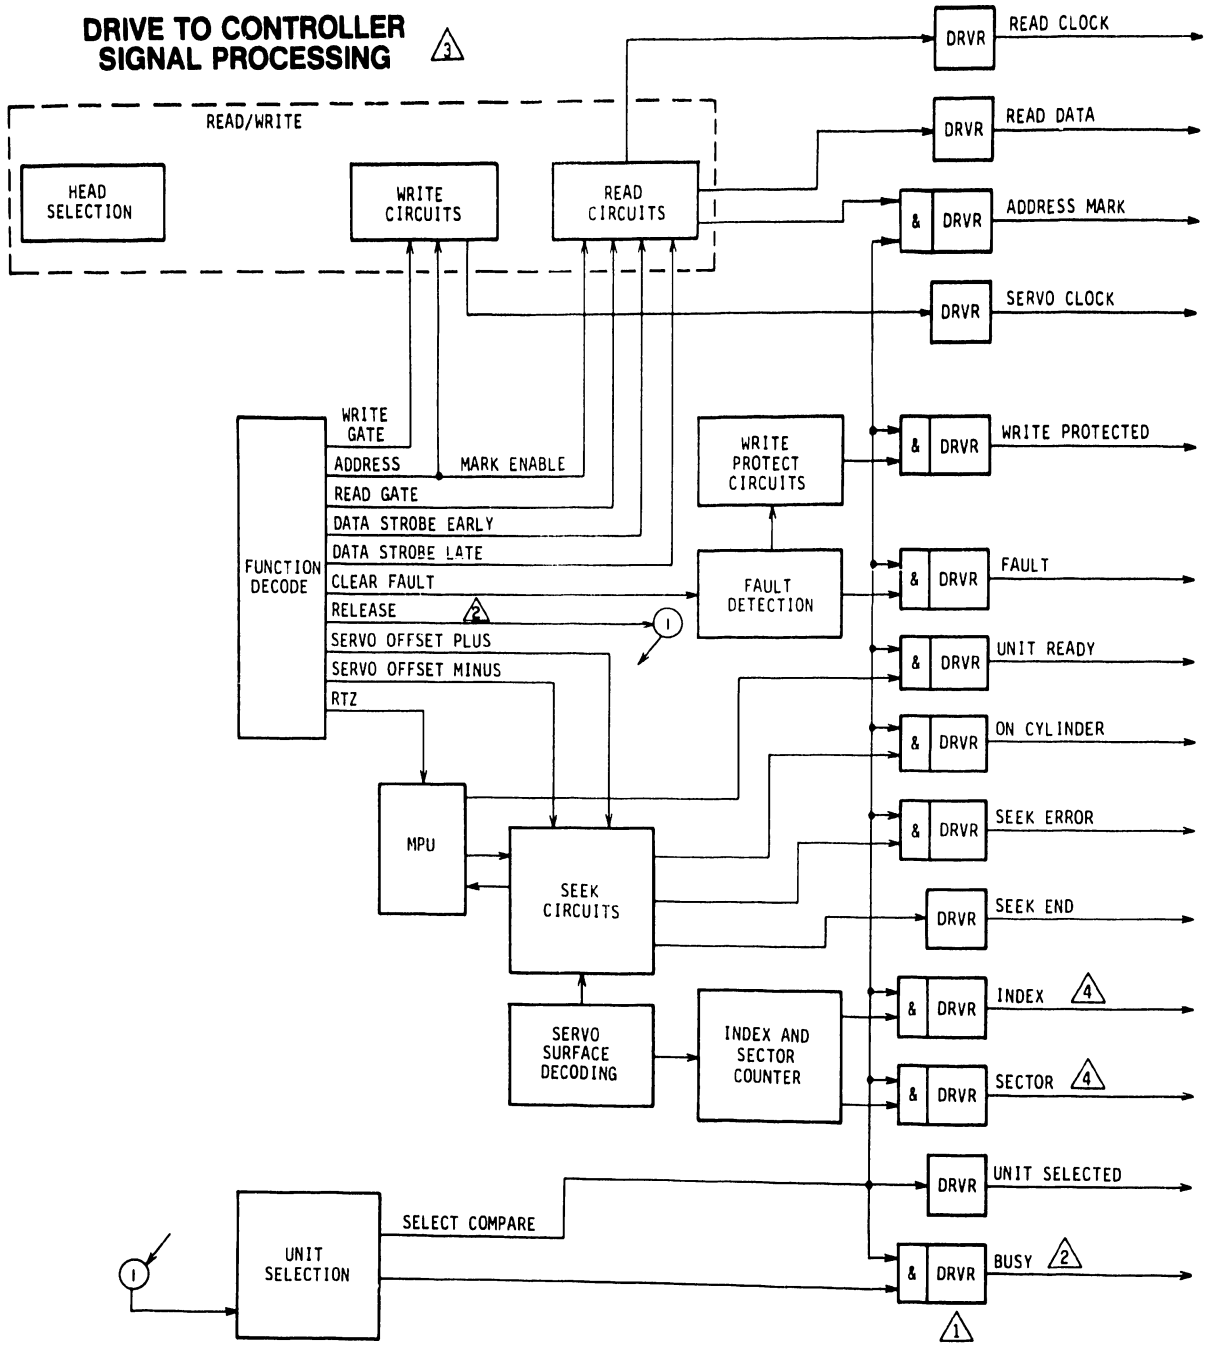 DRIVE TO CONTROLLER
SIGNAL PROCESSING
3
DRVR
READ CLOCK
READ/WRITE
DRVR
READ DATA
HEAD
SELECTION
WRITE
CIRCUITS
READ
CIRCUITS
&
DRVR
ADDRESS MARK
DRVR
SERVO CLOCK
WRITE
GATE
ADDRESS MARK ENABLE
READ GATE
DATA STROBE EARLY
DATA STROBE LATE
CLEAR FAULT
RELEASE
2
1
SERVO OFFSET PLUS
SERVO OFFSET MINUS
RTZ
FUNCTION
DECODE
WRITE
PROTECT
CIRCUITS
&
DRVR
WRITE PROTECTED
FAULT
DETECTION
&
DRVR
FAULT
&
DRVR
UNIT READY
&
DRVR
ON CYLINDER
MPU
&
DRVR
SEEK ERROR
SEEK
CIRCUITS
DRVR
SEEK END
SERVO
SURFACE
DECODING
INDEX AND
SECTOR
COUNTER
&
DRVR
INDEX
4
&
DRVR
SECTOR
4
DRVR
UNIT SELECTED
SELECT COMPARE
UNIT
SELECTION
1
&
DRVR
BUSY
2
1